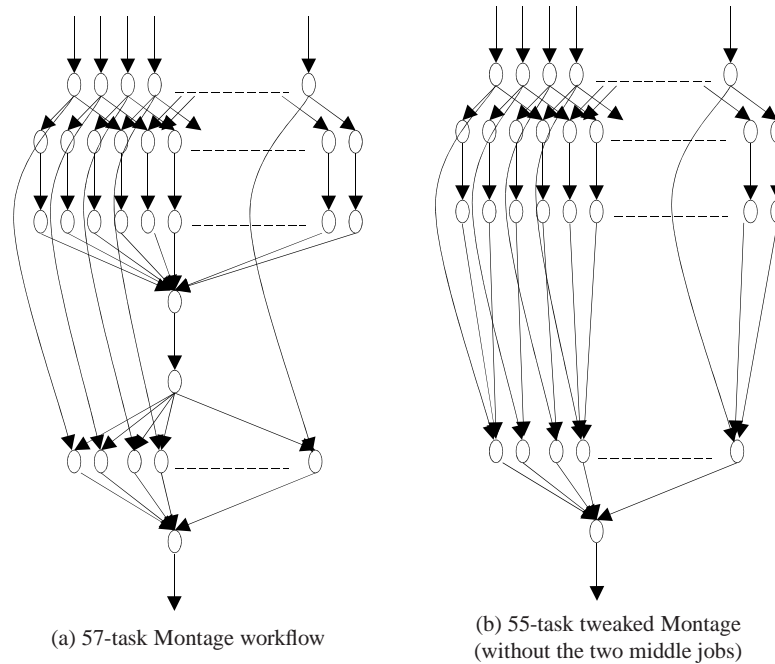 (a) 57-task Montage workflow
(b) 55-task tweaked Montage
(without the two middle jobs)